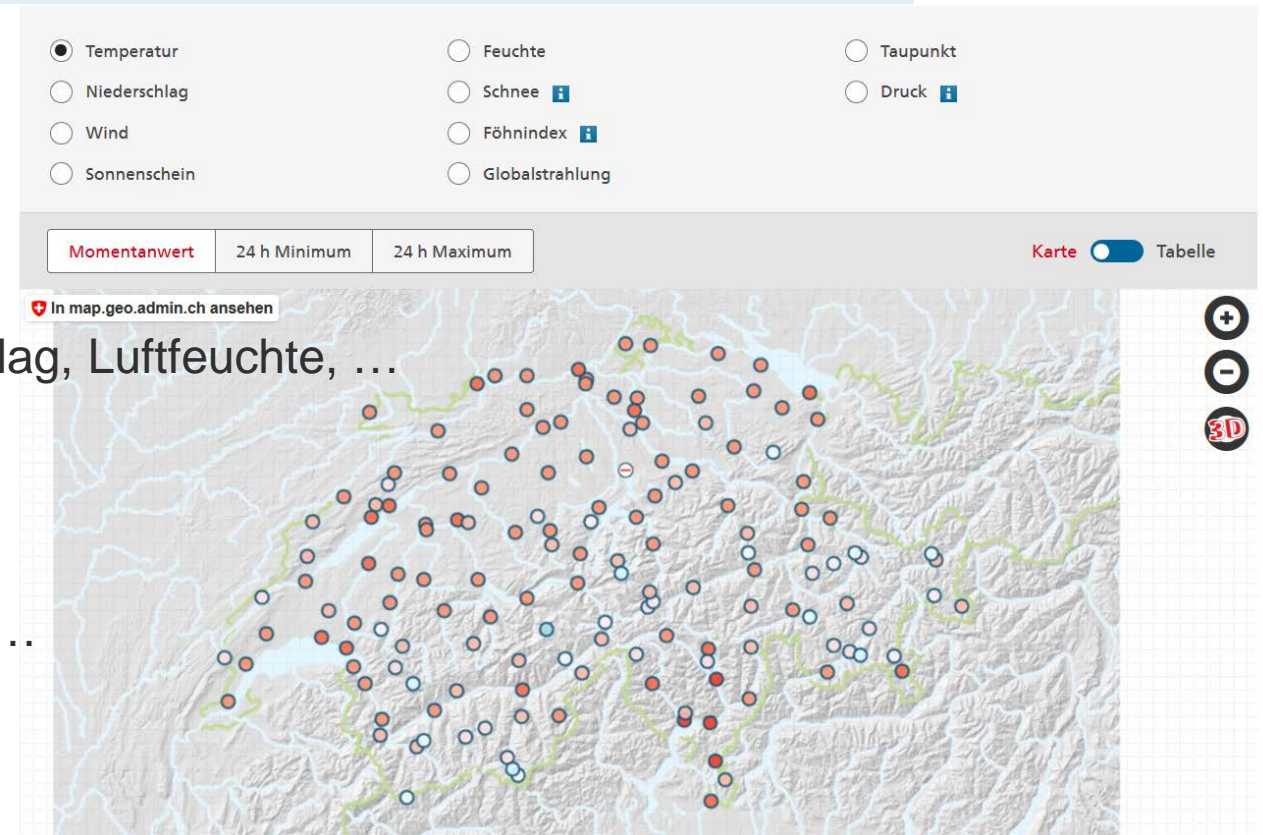 Temperatur Feuchte Taupunkt
Niederschlag Schnee Druck
Wind Föhnindex
Sonnenschein Globalstrahlung
Momentanwert 24 h Minimum 24 h Maximum Karte Tabelle
In map.geo.admin.ch ansehen
lag, Luftfeuchte, …
3D
..